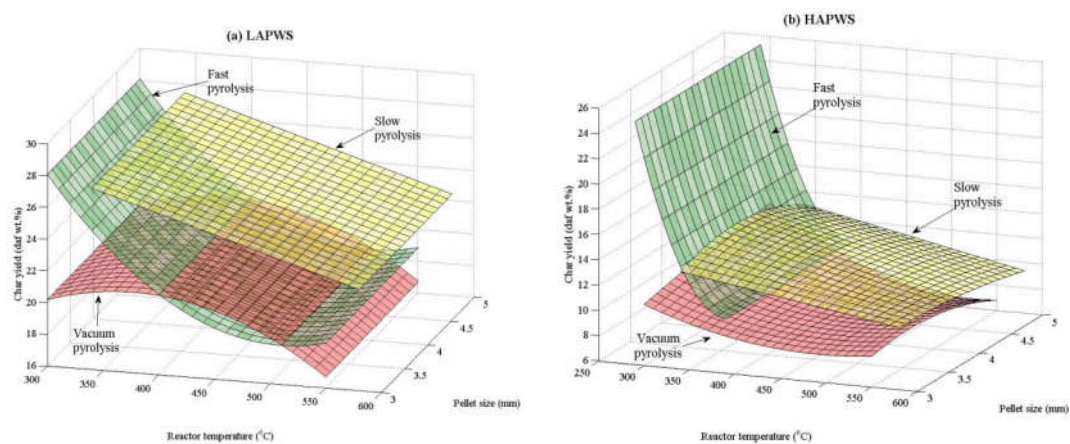 (a) LAPWS
Fast
pyrolysis
Slow
pyrolysis
Vacuum
pyrolysis
Char yield (daf wt.%)
30
28
26
24
22
20
18
16
300
350
400
450
500
550
600
3
3.5
4
4.5
5
Pellet size (mm)
Reactor temperature (⁰C)
(b) HAPWS
Fast
pyrolysis
Slow
pyrolysis
Vacuum
pyrolysis
Char yield (daf wt.%)
26
24
22
20
18
16
14
12
10
8
6
250
300
350
400
450
500
550
600
3
3.5
4
4.5
5
Pellet size (mm)
Reactor temperature (⁰C)